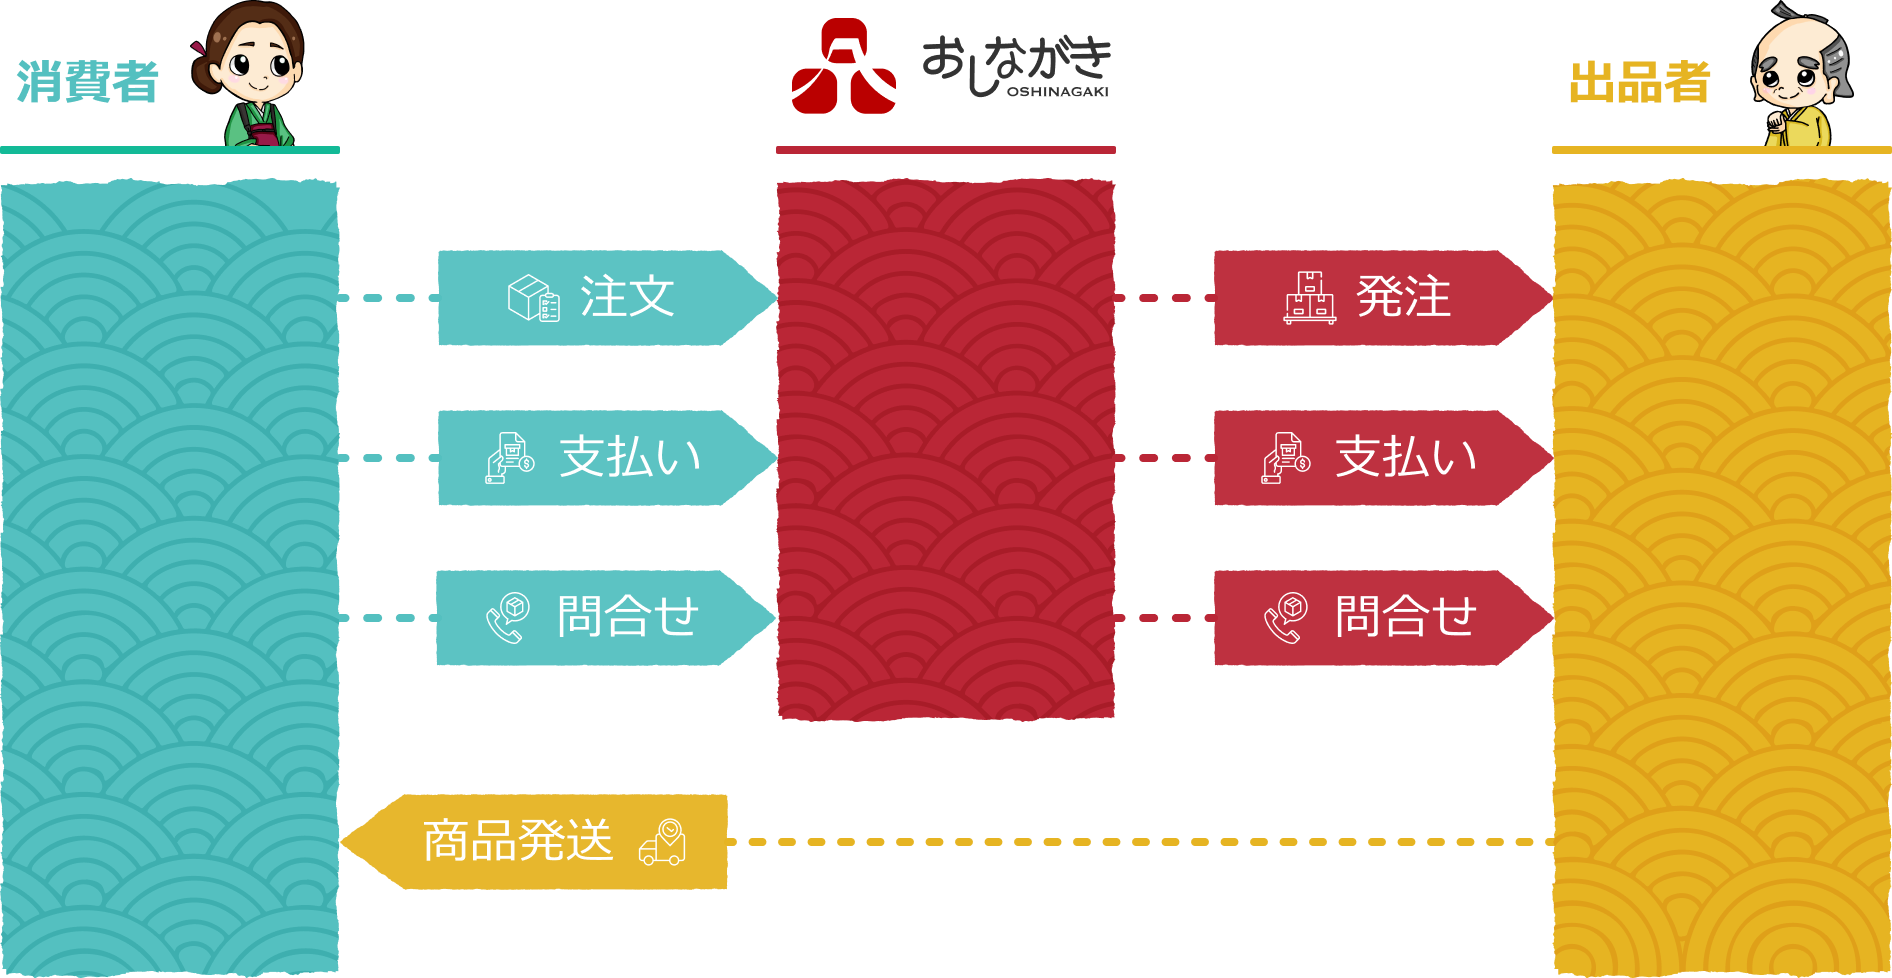 消費者
おしながき
OSHINAGAKI
出品者
注文
発注
支払い
支払い
問合せ
問合せ
商品発送